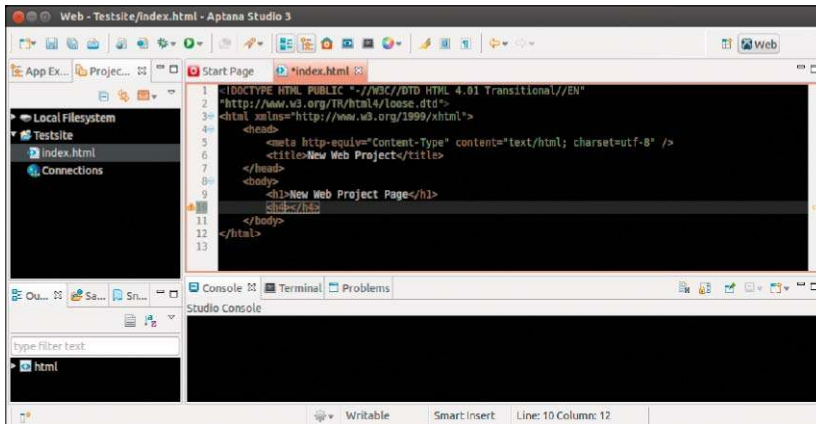 Web - Testsite/index.html - Aptana Studio 3
Web
App Ex... Projec...
Start Page *index.html
Local Filesystem
Testsite
index.html
Connections
1 <!DOCTYPE HTML PUBLIC "-//W3C//DTD HTML 4.01 Transitional//EN"
2 "http://www.w3.org/TR/html4/loose.dtd">
3 <html xmlns="http://www.w3.org/1999/xhtml">
4 <head>
5 <meta http-equiv="Content-Type" content="text/html; charset=utf-8" />
6 <title>New Web Project</title>
7 </head>
8 <body>
9 <h1>New Web Project Page</h1>
10 <h4></h4>
11 </body>
12 </html>
13
Ou... Sa... Sn...
type filter text
html
Console Terminal Problems
Studio Console
Writable Smart Insert Line: 10 Column: 12